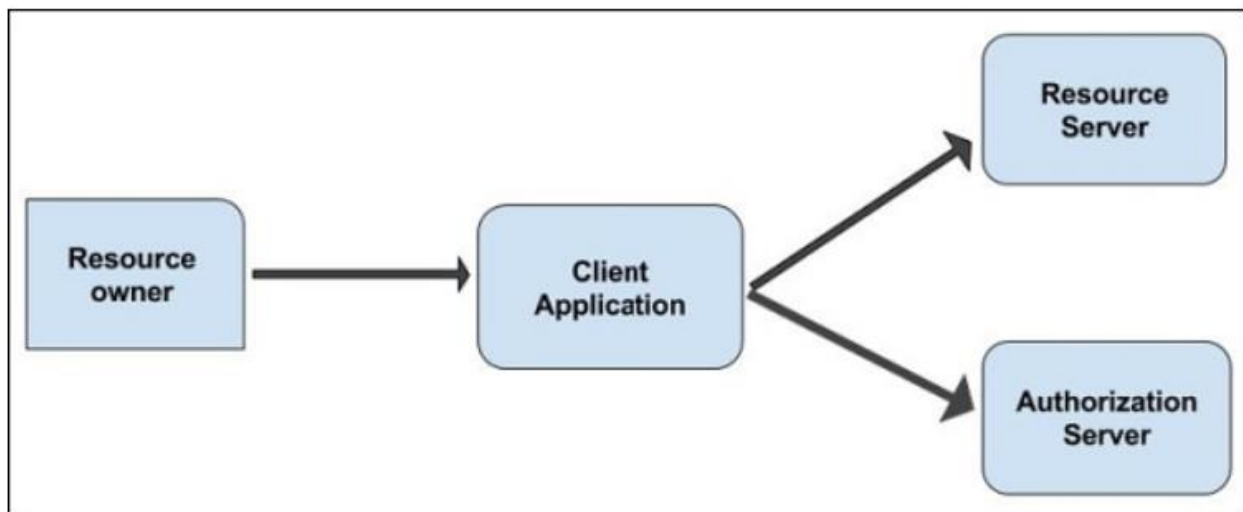 Resource
owner
Client
Application
Resource
Server
Authorization
Server